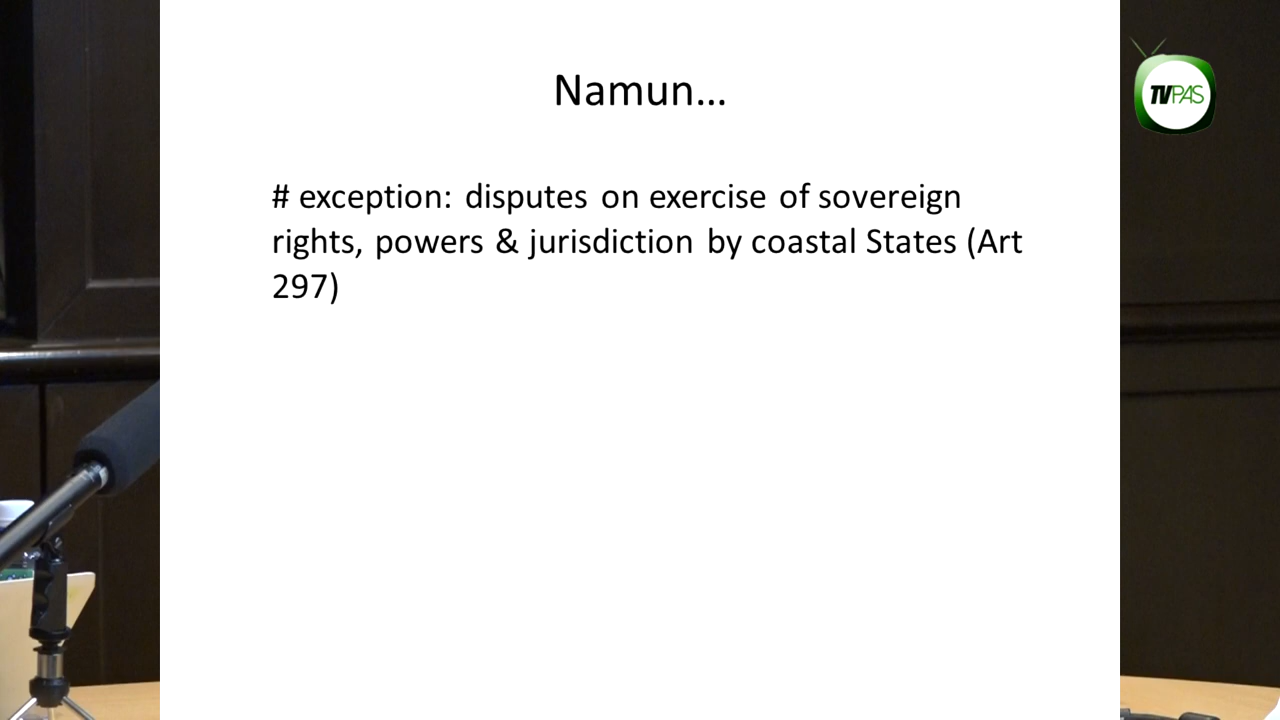 Namun...
# exception: disputes on exercise of sovereign
rights, powers & jurisdiction by coastal States (Art
297)
TVPAS